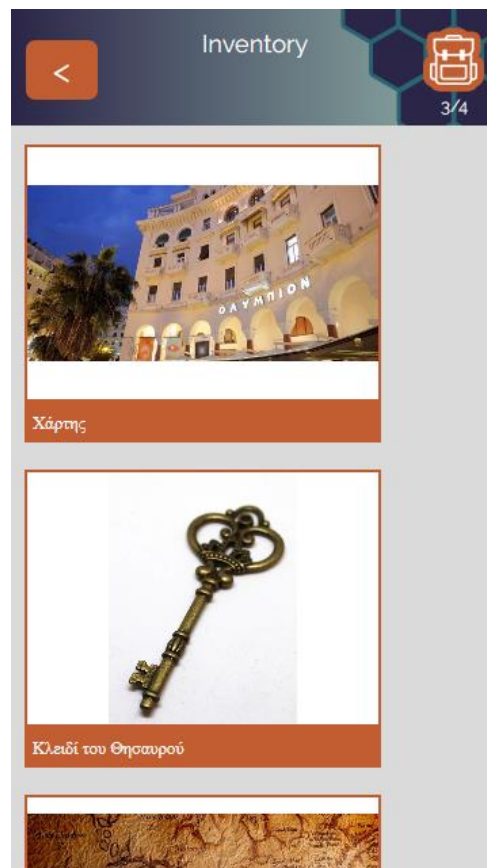 Inventory
<
3/4
ΟΛΥΜΠΙΟΝ
Χάρτης
Κλειδί του Θησαυρού